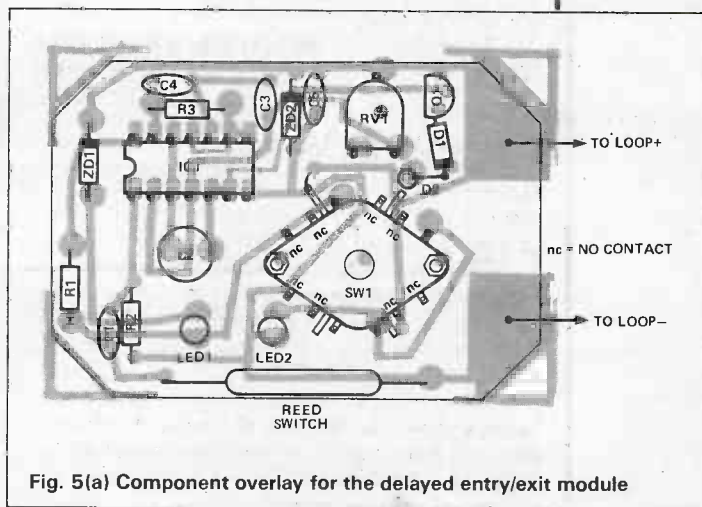 C4
R3
C3
ZD2
RV1
Q1
D1
ZD1
TO LOOP+
nc
nc
nc
nc
nc = NO CONTACT
SW1
R1
nc
nc
nc
nc
R2
LED1
LED2
TO LOOP–
REED
SWITCH
Fig. 5(a) Component overlay for the delayed entry/exit module